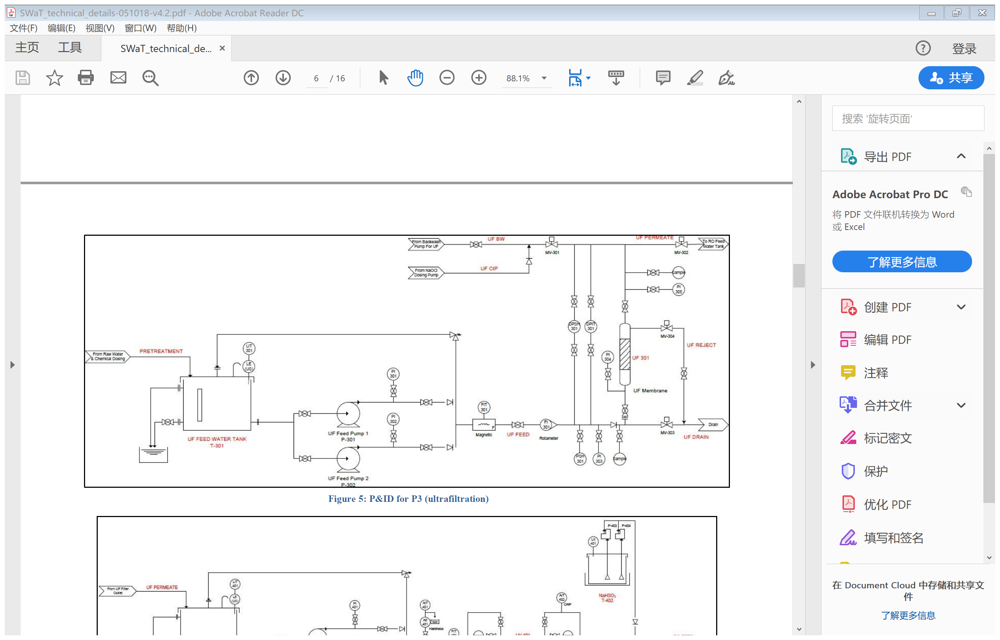 SWaT_technical_details-051018-v4.2.pdf - Adobe Acrobat Reader DC
文件(F) 编辑(E) 视图(V) 窗口(W) 帮助(H)
主页 工具 SWaT_technical_de... × ? 登录
6 / 16 88.1% 共享
搜索 '旋转页面'
导出 PDF
Adobe Acrobat Pro DC
将 PDF 文件联机转换为 Word
或 Excel
了解更多信息
创建 PDF
编辑 PDF
注释
合并文件
标记密文
保护
优化 PDF
填写和签名
在 Document Cloud 中存储和共享文
件
了解更多信息
From Backwash
Pump For UF
UF BW
MV-301
UF PERMEATE
MV-302
To RO Feed
Water Tank
From NaOCl
Dosing Pump
UF CIP
Sample
PI
305
DPSH
301
DPIT
301
MV-304
UF REJECT
PI
304
UF 301
UF Membrane
From Raw Water
& Chemical Dosing
PRETREATMENT
LIT
301
LE
(US)
PI
301
UF Feed Pump 1
P-301
PI
302
UF FEED WATER TANK
T-301
UF Feed Pump 2
P-302
FIT
301
F
Magnetic
UF FEED
FI
301
Rotameter
MV-303
Drain
UF DRAIN
PSH
301
PI
303
Sample
Figure 5: P&ID for P3 (ultrafiltration)
P-403 P-404
LS
401
NaHSO₃
T-402
From UF Filter
Outlet
UF PERMEATE
LIT
401
LE
(US)
PI
401
AIT
401
AE
401
Hardness
FIT
AIT
402
ORP
UV-401